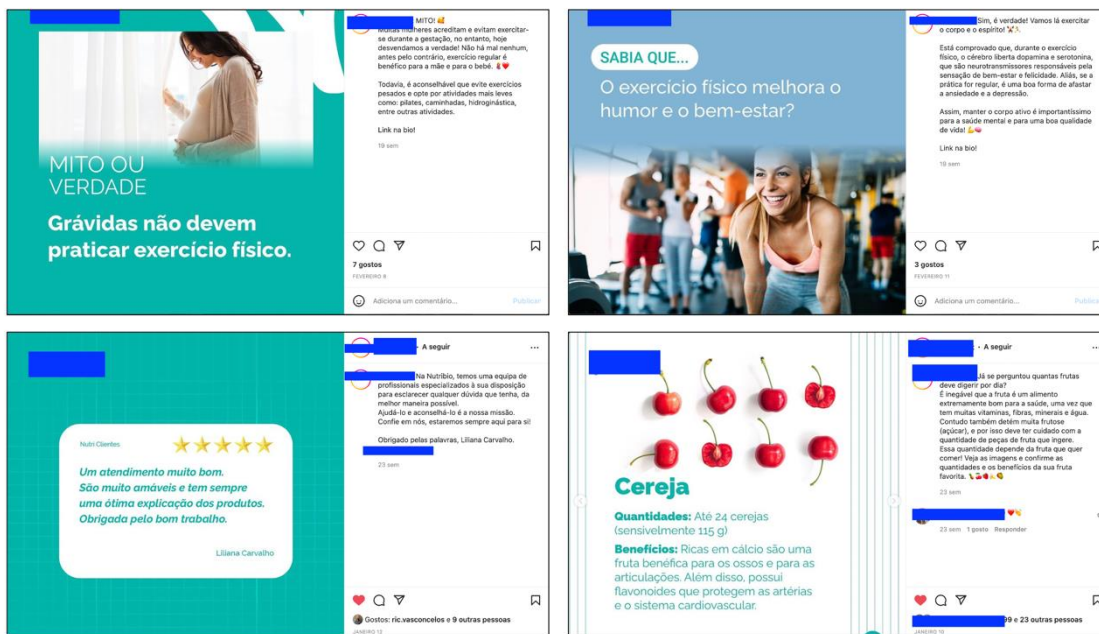 MITO OU
VERDADE
Grávidas não devem
praticar exercício físico.
MITO! 🥰
Muitas mulheres acreditam e evitam exercitar-
se durante a gestação, no entanto, hoje
desvendamos a verdade! Não há mal nenhum,
antes pelo contrário, exercício regular é
benéfico para a mãe e para o bebé.
Todavia, é aconselhável que evite exercícios
pesados e opte por atividades mais leves
como: pilates, caminhadas, hidroginástica,
entre outras atividades.
Link na bio!
19 sem
7 gostos
FEVEREIRO 8
Adiciona um comentário...
Publicar
SABIA QUE...
O exercício físico melhora o
humor e o bem-estar?
Sim, é verdade! Vamos lá exercitar
o corpo e o espírito!
Está comprovado que, durante o exercício
físico, o cérebro liberta dopamina e serotonina,
que são neurotransmissores responsáveis pela
sensação de bem-estar e felicidade. Aliás, se a
prática for regular, é uma boa forma de afastar
a ansiedade e a depressão.
Assim, manter o corpo ativo é importantíssimo
para a saúde mental e para uma boa qualidade
de vida!
Link na bio!
19 sem
3 gostos
FEVEREIRO 11
Adiciona um comentário...
Nutri Clientes
Um atendimento muito bom.
São muito amáveis e tem sempre
uma ótima explicação dos produtos.
Obrigada pelo bom trabalho.
Liliana Carvalho
• A seguir
Na Nutribio, temos uma equipa de
profissionais especializados à sua disposição
para esclarecer qualquer dúvida que tenha, da
melhor maneira possível.
Ajudá-lo e aconselhá-lo é a nossa missão.
Confie em nós, estaremos sempre aqui para si!
Obrigado pelas palavras, Liliana Carvalho.
23 sem
Gostos: ric.vasconcelos e 9 outras pessoas
JANEIRO 12
Cereja
Quantidades: Até 24 cerejas
(sensivelmente 115 g)
Benefícios: Ricas em cálcio são uma
fruta benéfica para os ossos e para as
articulações. Além disso, possui
flavonoides que protegem as artérias
e o sistema cardiovascular.
• A seguir
Já se perguntou quantas frutas
deve digerir por dia?
É inegável que a fruta é um alimento
extremamente bom para a saúde, uma vez que
tem muitas vitaminas, fibras, minerais e água.
Contudo também detém muita frutose
(açúcar), e por isso deve ter cuidado com a
quantidade de peças de fruta que ingere.
Essa quantidade depende da fruta que quer
comer! Veja as imagens e confirme as
quantidades e os benefícios da sua fruta
favorita.
23 sem
23 sem 1 gosto Responder
99 e 23 outras pessoas
JANEIRO 10